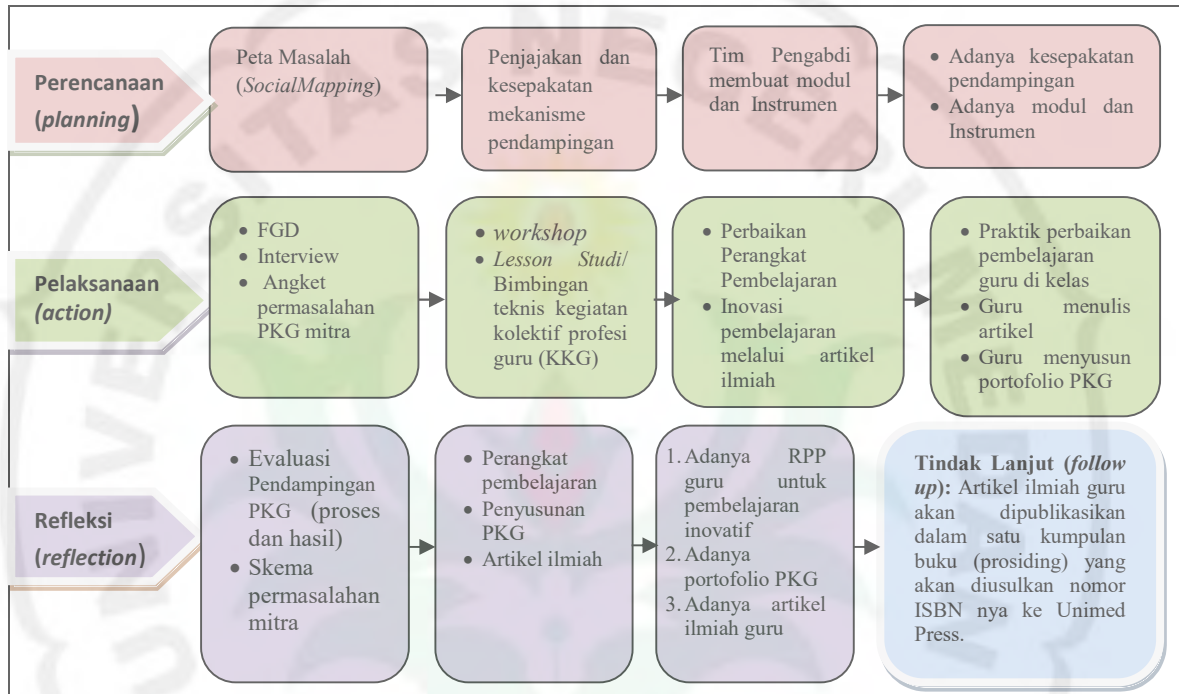 Perencanaan
(planning)
Peta Masalah
(SocialMapping)
Penjajakan dan
kesepakatan
mekanisme
pendampingan
Tim Pengabdi
membuat modul
dan Instrumen
• Adanya kesepakatan
pendampingan
• Adanya modul dan
Instrumen
Pelaksanaan
(action)
• FGD
• Interview
• Angket
permasalahan
PKG mitra
• workshop
• Lesson Studi/
Bimbingan
teknis kegiatan
kolektif profesi
guru (KKG)
• Perbaikan
Perangkat
Pembelajaran
• Inovasi
pembelajaran
melalui artikel
ilmiah
• Praktik perbaikan
pembelajaran
guru di kelas
• Guru menulis
artikel
• Guru menyusun
portofolio PKG
Refleksi
(reflection)
• Evaluasi
Pendampingan
PKG (proses
dan hasil)
• Skema
permasalahan
mitra
• Perangkat
pembelajaran
• Penyusunan
PKG
• Artikel ilmiah
1. Adanya RPP
guru untuk
pembelajaran
inovatif
2. Adanya
portofolio PKG
3. Adanya artikel
ilmiah guru
Tindak Lanjut (follow
up): Artikel ilmiah guru
akan dipublikasikan
dalam satu kumpulan
buku (prosiding) yang
akan diusulkan nomor
ISBN nya ke Unimed
Press.
UNIVERSITAS NEGERI ME